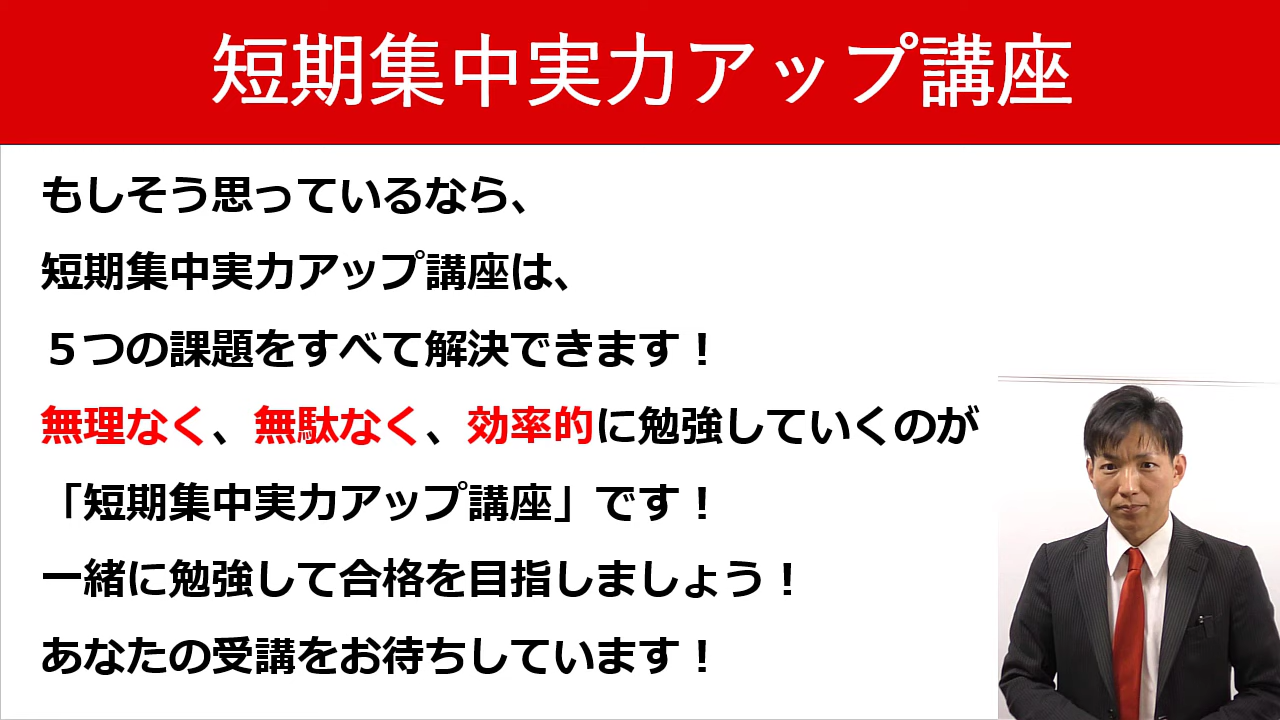 短期集中実力アップ講座
もしそう思っているなら、
短期集中実力アップ講座は、
５つの課題をすべて解決できます！
無理なく、無駄なく、効率的に勉強していくのが
「短期集中実力アップ講座」です！
一緒に勉強して合格を目指しましょう！
あなたの受講をお待ちしています！